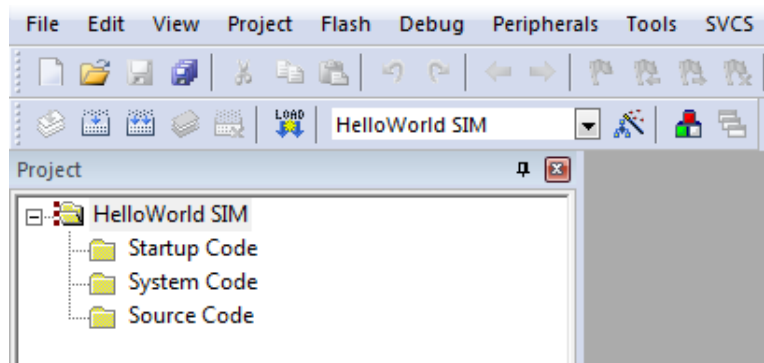 File Edit View Project Flash Debug Peripherals Tools SVCS
LOAD HelloWorld SIM
Project
HelloWorld SIM
Startup Code
System Code
Source Code